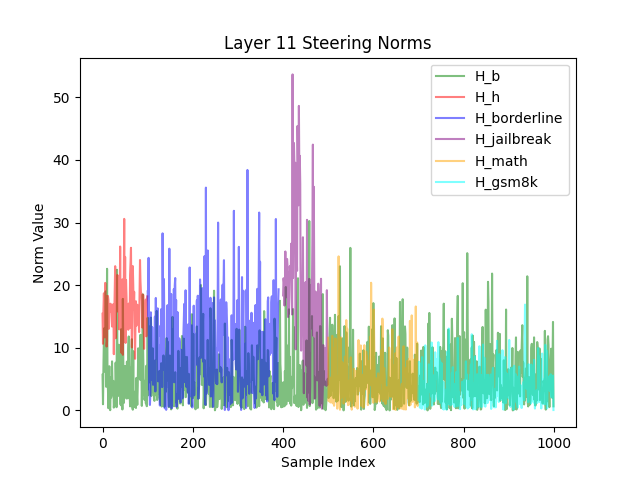 Layer 11 Steering Norms
H_b
H_h
H_borderline
H_jailbreak
H_math
H_gsm8k
Norm Value
50
40
30
20
10
0
0
200
400
600
800
1000
Sample Index